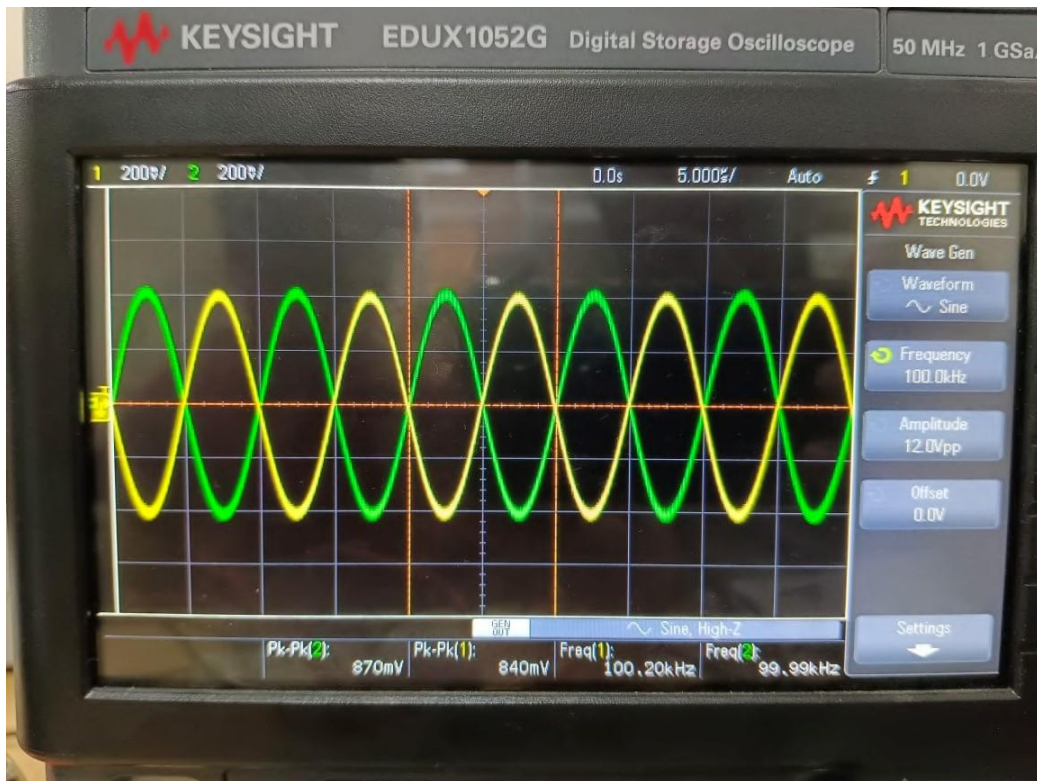 KEYSIGHT EDUX1052G Digital Storage Oscilloscope 50 MHz 1 GSa/
1 200mV/ 2 200mV/ 0.0s 5.000µs/ Auto 1 0.0V
KEYSIGHT
TECHNOLOGIES
Wave Gen
Waveform
Sine
Frequency
100.0kHz
Amplitude
12.0Vpp
Offset
0.0V
GEN
OUT
Sine, High-Z
Settings
Pk-Pk(2):
870mV
Pk-Pk(1):
840mV
Freq(1):
100.20kHz
Freq(2):
99.99kHz